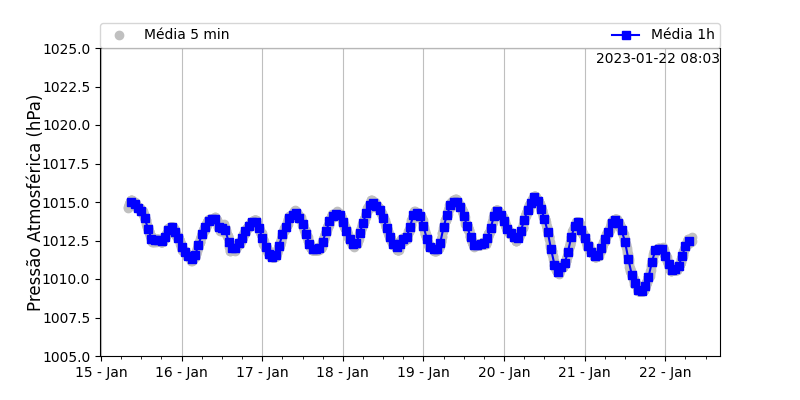 Média 5 min
Média 1h
2023-01-22 08:03
Pressão Atmosférica (hPa)
1025.0
1022.5
1020.0
1017.5
1015.0
1012.5
1010.0
1007.5
1005.0
15 - Jan
16 - Jan
17 - Jan
18 - Jan
19 - Jan
20 - Jan
21 - Jan
22 - Jan